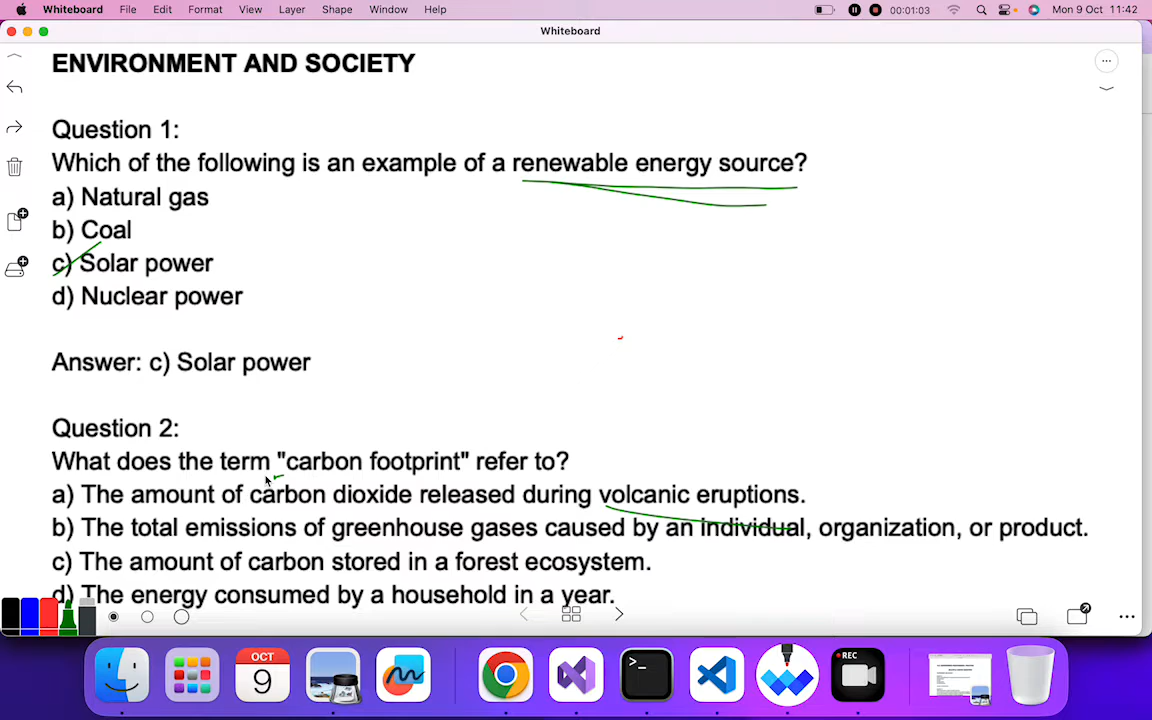 Whiteboard File Edit Format View Layer Shape Window Help 00:01:03 Mon 9 Oct 11:42
Whiteboard
ENVIRONMENT AND SOCIETY
Question 1:
Which of the following is an example of a renewable energy source?
a) Natural gas
b) Coal
c) Solar power
d) Nuclear power
Answer: c) Solar power
Question 2:
What does the term "carbon footprint" refer to?
a) The amount of carbon dioxide released during volcanic eruptions.
b) The total emissions of greenhouse gases caused by an individual, organization, or product.
c) The amount of carbon stored in a forest ecosystem.
d) The energy consumed by a household in a year.
OCT
9
REC